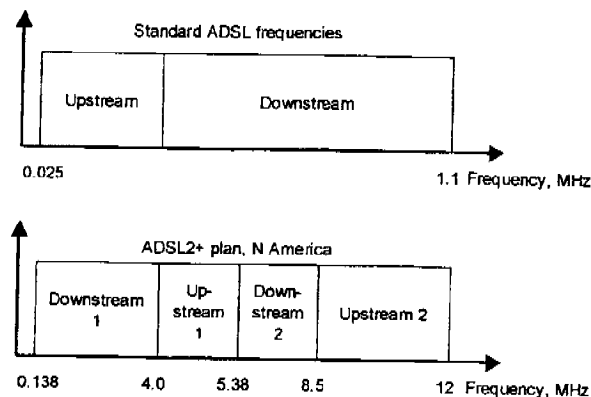 Standard ADSL frequencies
Upstream
Downstream
0.025
1.1 Frequency, MHz
ADSL2+ plan, N America
Downstream
1
Up-
stream
1
Down-
stream
2
Upstream 2
0.138
4.0
5.38
8.5
12 Frequency, MHz